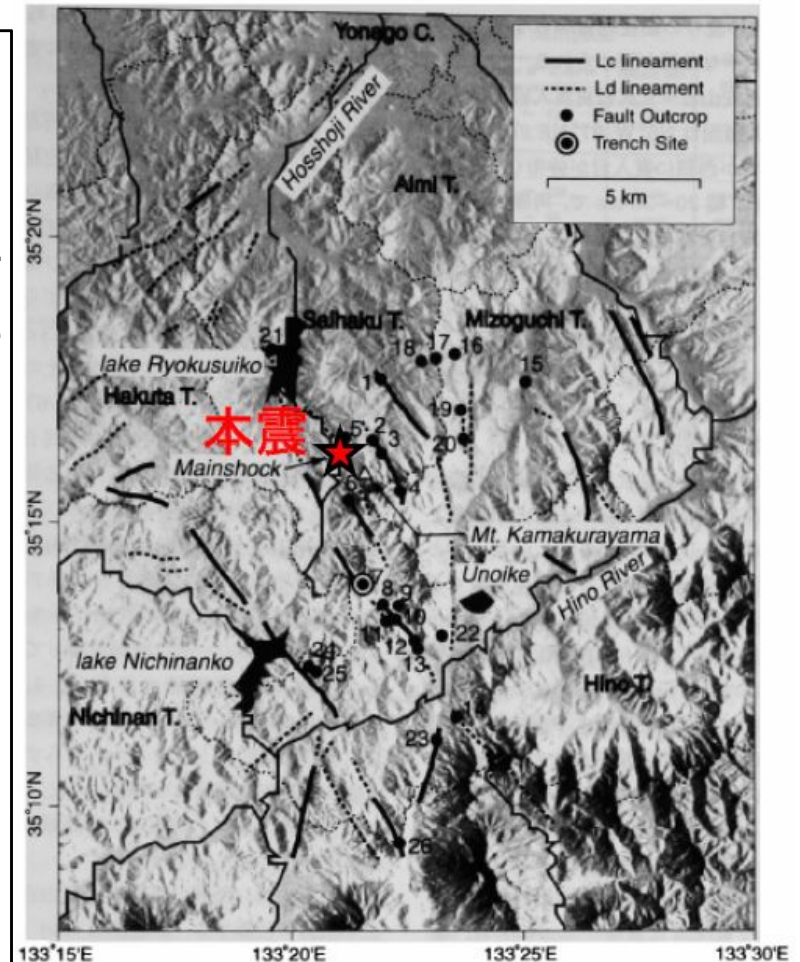 Yonago C.
Hosshoji River
Lc lineament
Ld lineament
Fault Outcrop
Trench Site
5 km
Aimi T.
35°20'N
Saihaku T.
Mizoguchi T.
21
18
17
16
lake Ryokusuiko
1
15
Hakuta T.
19
本震
5
2
3
20
Mainshock
6
4
35°15'N
Mt. Kamakurayama
7
Unoike
Hino River
8
9
10
11
12
22
13
24
25
lake Nichinanko
Hino T.
Nichinan T.
14
23
35°10'N
26
133°15'E
133°20'E
133°25'E
133°30'E